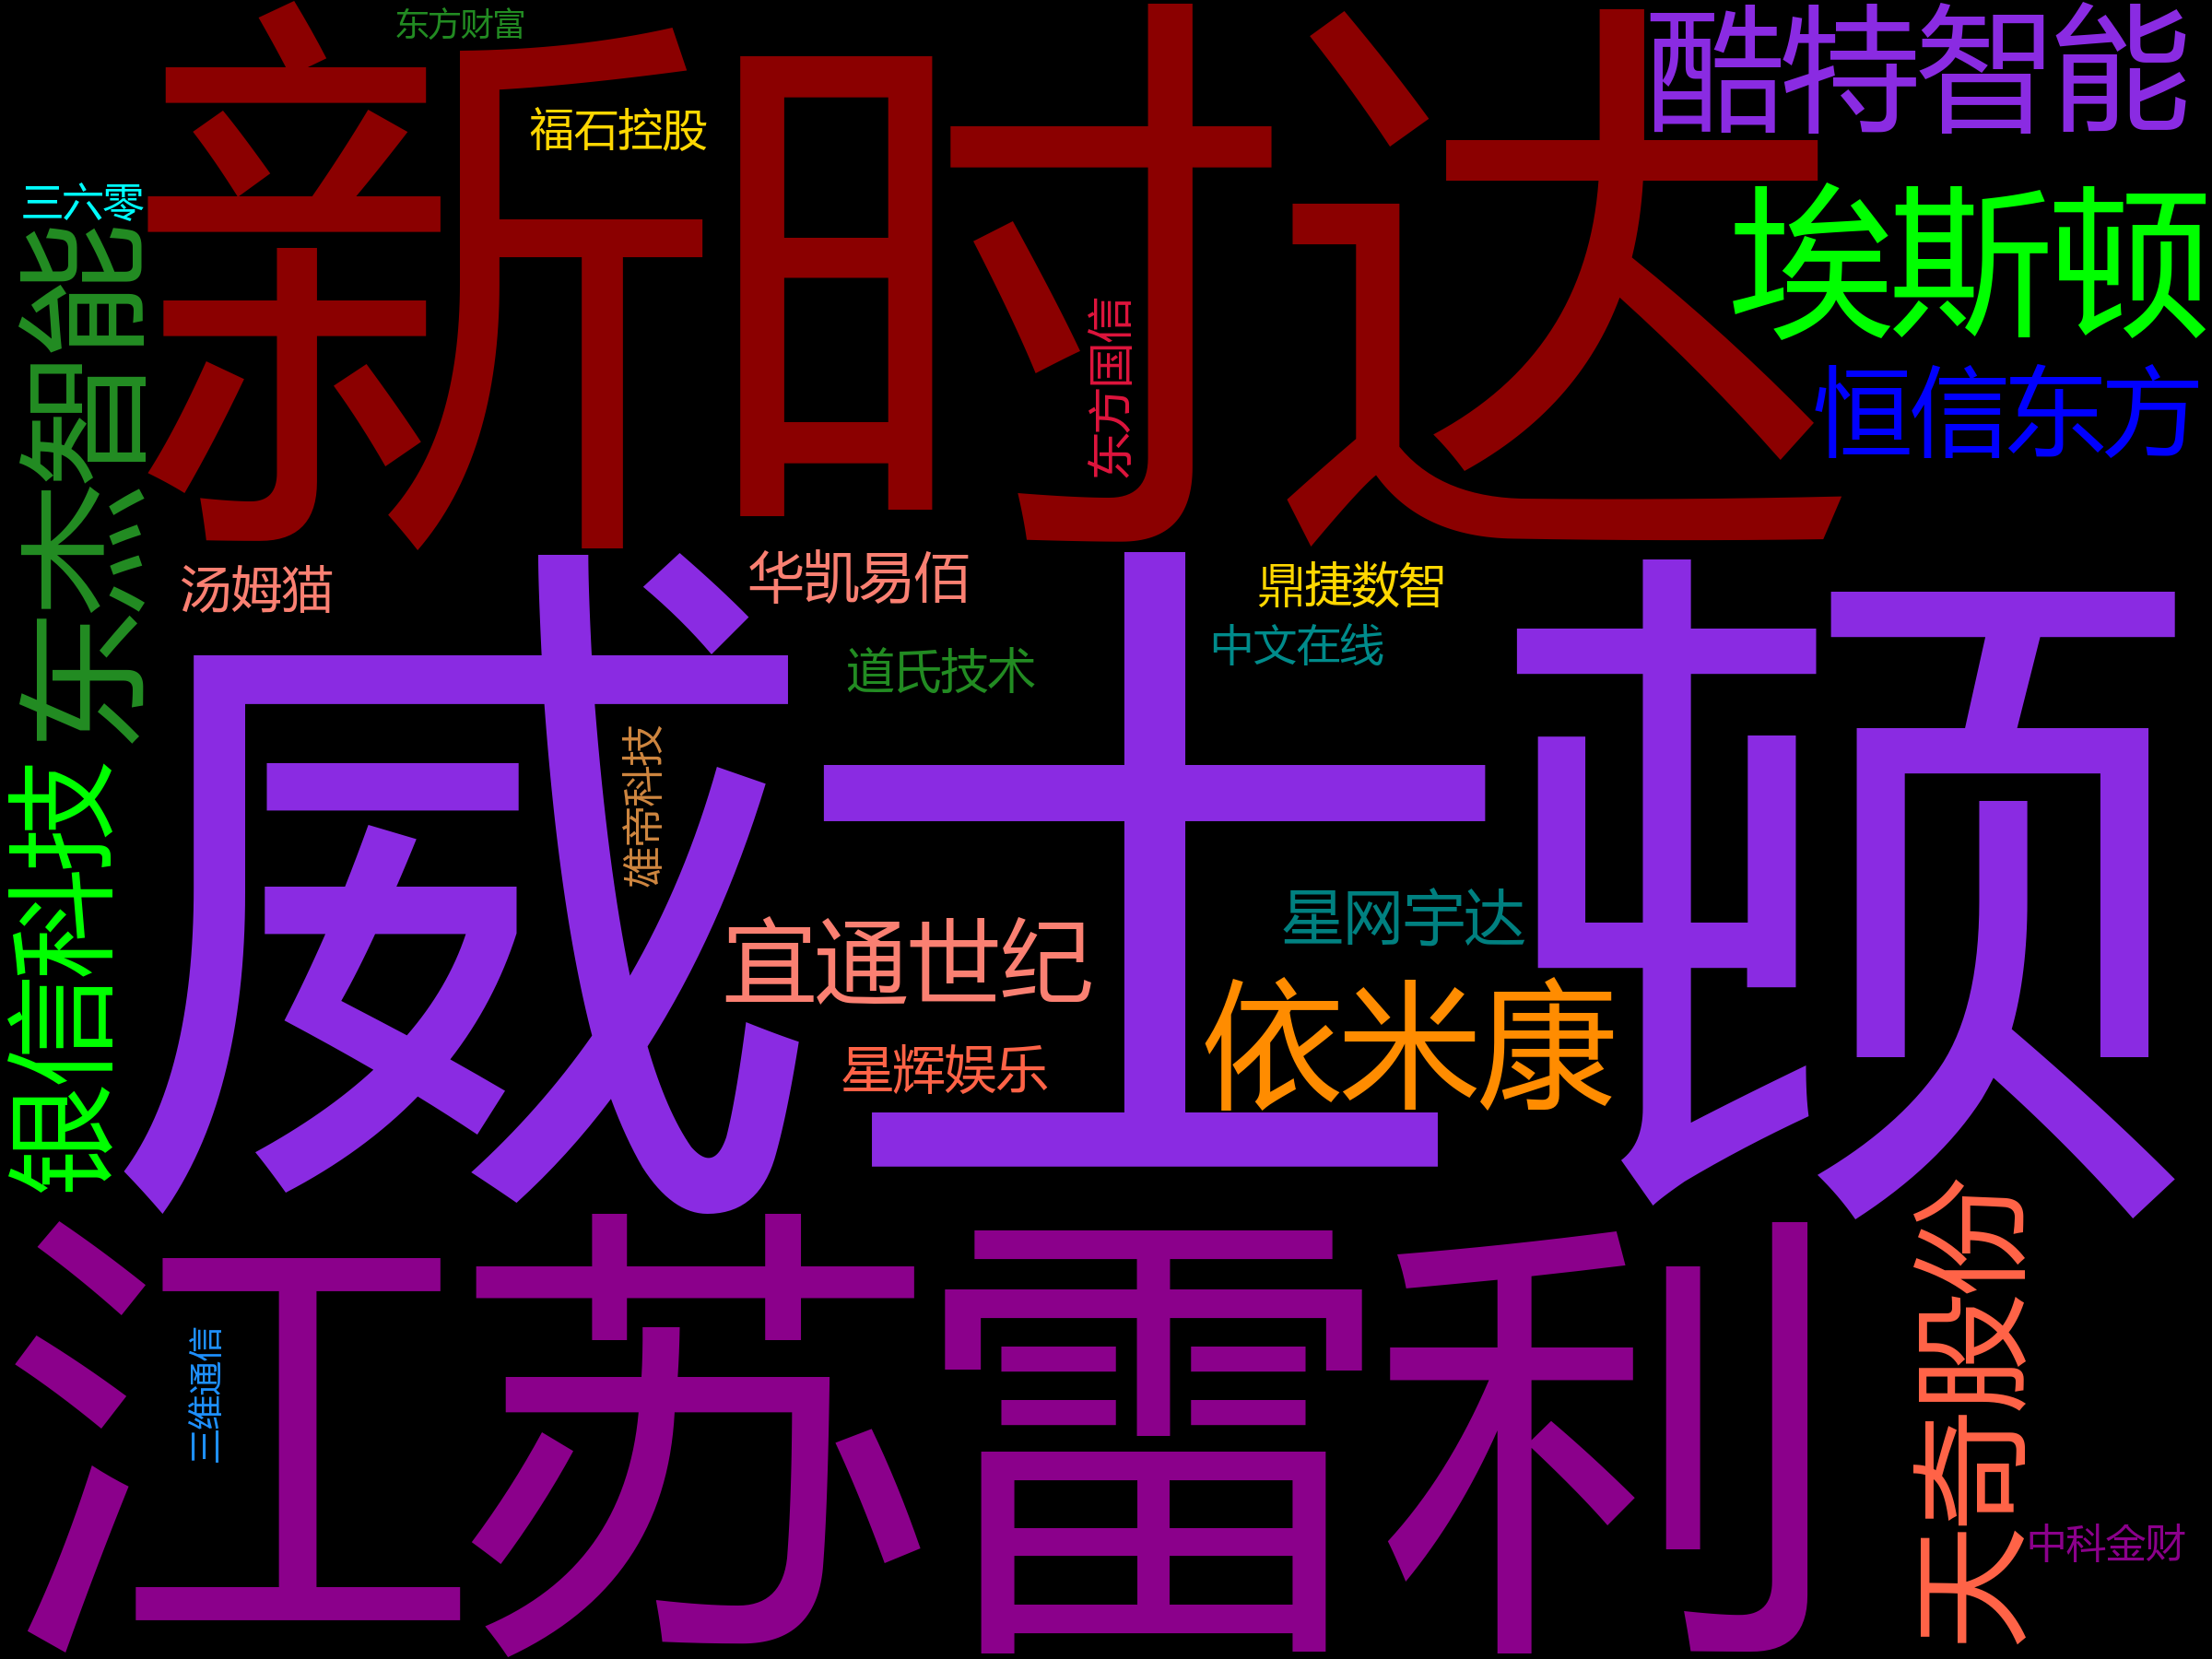 东方财富
酷特智能
新时达
福石控股
三六零
埃斯顿
东方国信
恒信东方
东杰智能
汤姆猫
华凯易佰
鼎捷数智
中文在线
道氏技术
威士顿
雄帝科技
银信科技
宜通世纪
星网宇达
依米康
星辉娱乐
江苏雷利
天奇股份
三维通信
中科金财